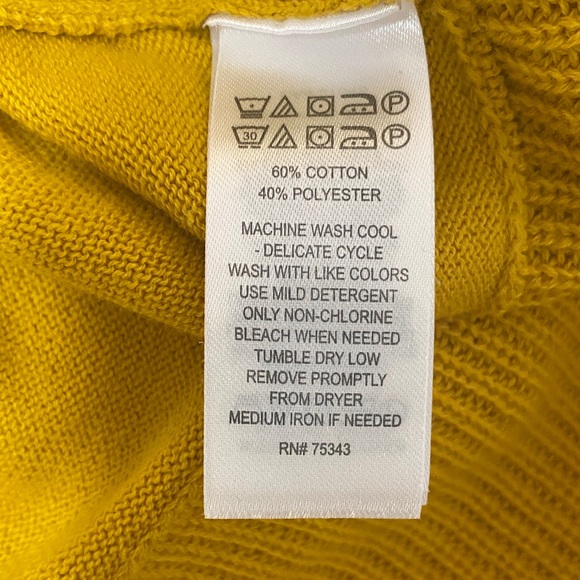 P
30 P
60% COTTON
40% POLYESTER
MACHINE WASH COOL
- DELICATE CYCLE
WASH WITH LIKE COLORS
USE MILD DETERGENT
ONLY NON-CHLORINE
BLEACH WHEN NEEDED
TUMBLE DRY LOW
REMOVE PROMPTLY
FROM DRYER
MEDIUM IRON IF NEEDED
RN# 75343